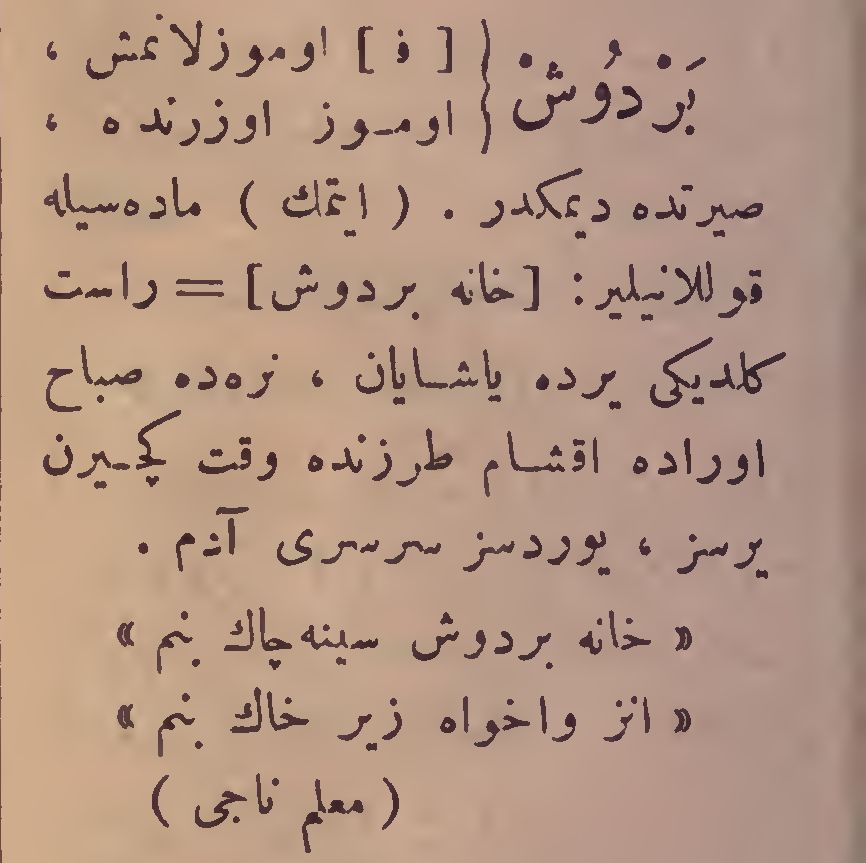 بَرْدُوشْ { [ ف ] اوموزلانمش ،
اوموز اوزرنده ،
صیرتده دیمکدر . ( ایتمك ) ماده‌سیله
قوللانیلیر : [خانه بردوش] = راست
کلدیکی یرده یاشایان ، نره‌ده صباح
اوراده اقشام طرزنده وقت کچیرن
یرسز ، یوردسز سرسری آدم .
« خانه بردوش سینه‌چاك بنم »
« انز واخواه زیر خاك بنم »
( معلم ناجی )